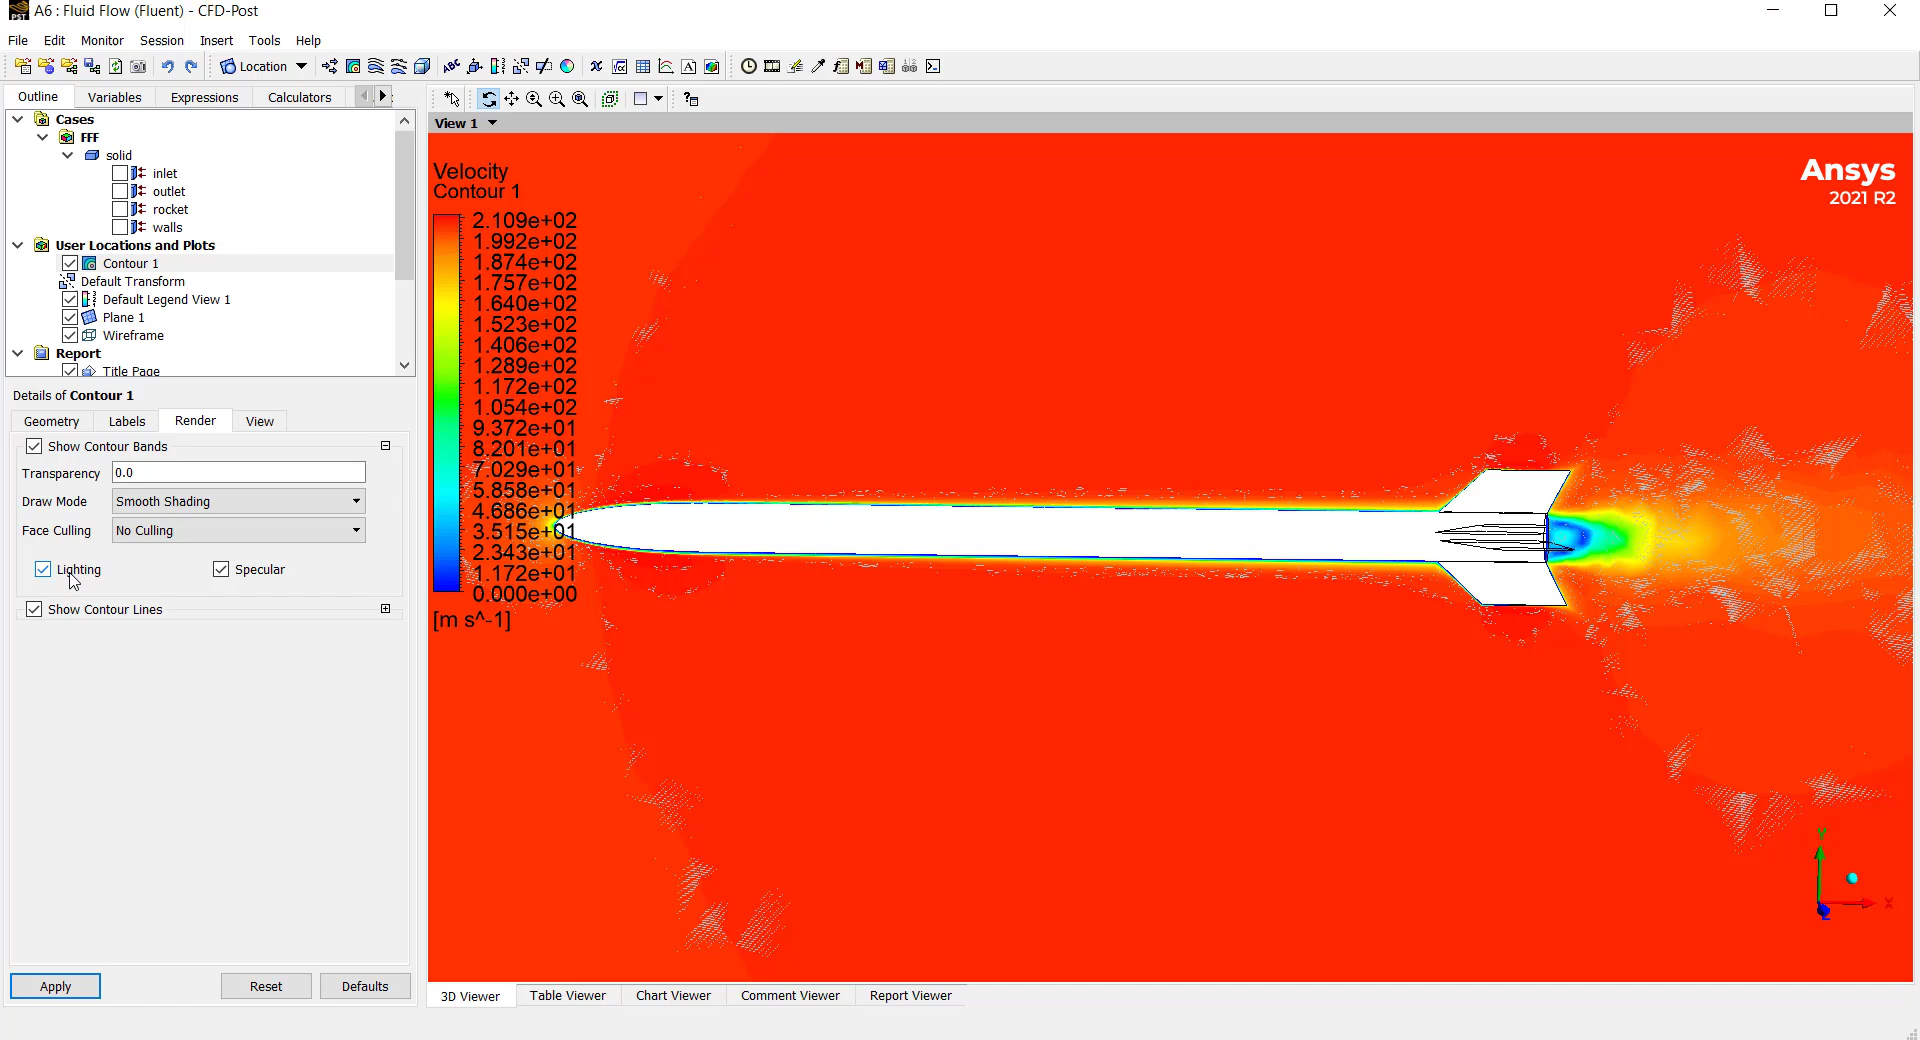 A6 : Fluid Flow (Fluent) - CFD-Post
File Edit Monitor Session Insert Tools Help
Location
Outline Variables Expressions Calculators
Cases
FFF
solid
inlet
outlet
rocket
walls
User Locations and Plots
Contour 1
Default Transform
Default Legend View 1
Plane 1
Wireframe
Report
Title Page
Details of Contour 1
Geometry Labels Render View
Show Contour Bands
Transparency 0.0
Draw Mode Smooth Shading
Face Culling No Culling
Lighting Specular
Show Contour Lines
Apply Reset Defaults
View 1
Velocity
Contour 1
2.109e+02
1.992e+02
1.874e+02
1.757e+02
1.640e+02
1.523e+02
1.406e+02
1.289e+02
1.172e+02
1.054e+02
9.372e+01
8.201e+01
7.029e+01
5.858e+01
4.686e+01
3.515e+01
2.343e+01
1.172e+01
0.000e+00
[m s^-1]
Ansys
2021 R2
Y
X
Z
3D Viewer Table Viewer Chart Viewer Comment Viewer Report Viewer